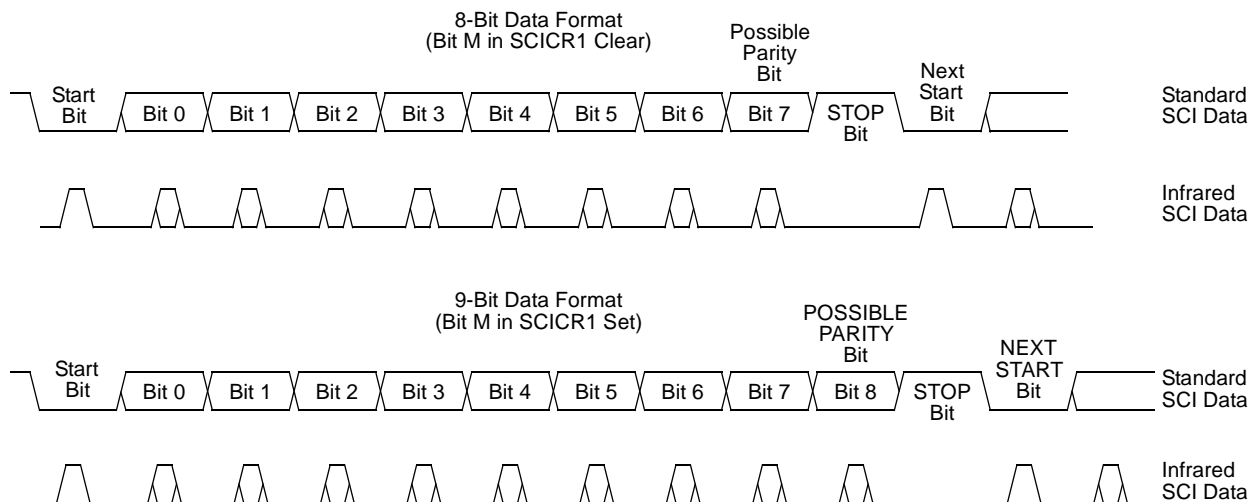 8-Bit Data Format
(Bit M in SCICR1 Clear)
Possible
Parity
Bit
Start
Bit
Bit 0
Bit 1
Bit 2
Bit 3
Bit 4
Bit 5
Bit 6
Bit 7
STOP
Bit
Next
Start
Bit
Standard
SCI Data
Infrared
SCI Data
9-Bit Data Format
(Bit M in SCICR1 Set)
POSSIBLE
PARITY
Bit
Start
Bit
Bit 0
Bit 1
Bit 2
Bit 3
Bit 4
Bit 5
Bit 6
Bit 7
Bit 8
STOP
Bit
NEXT
START
Bit
Standard
SCI Data
Infrared
SCI Data